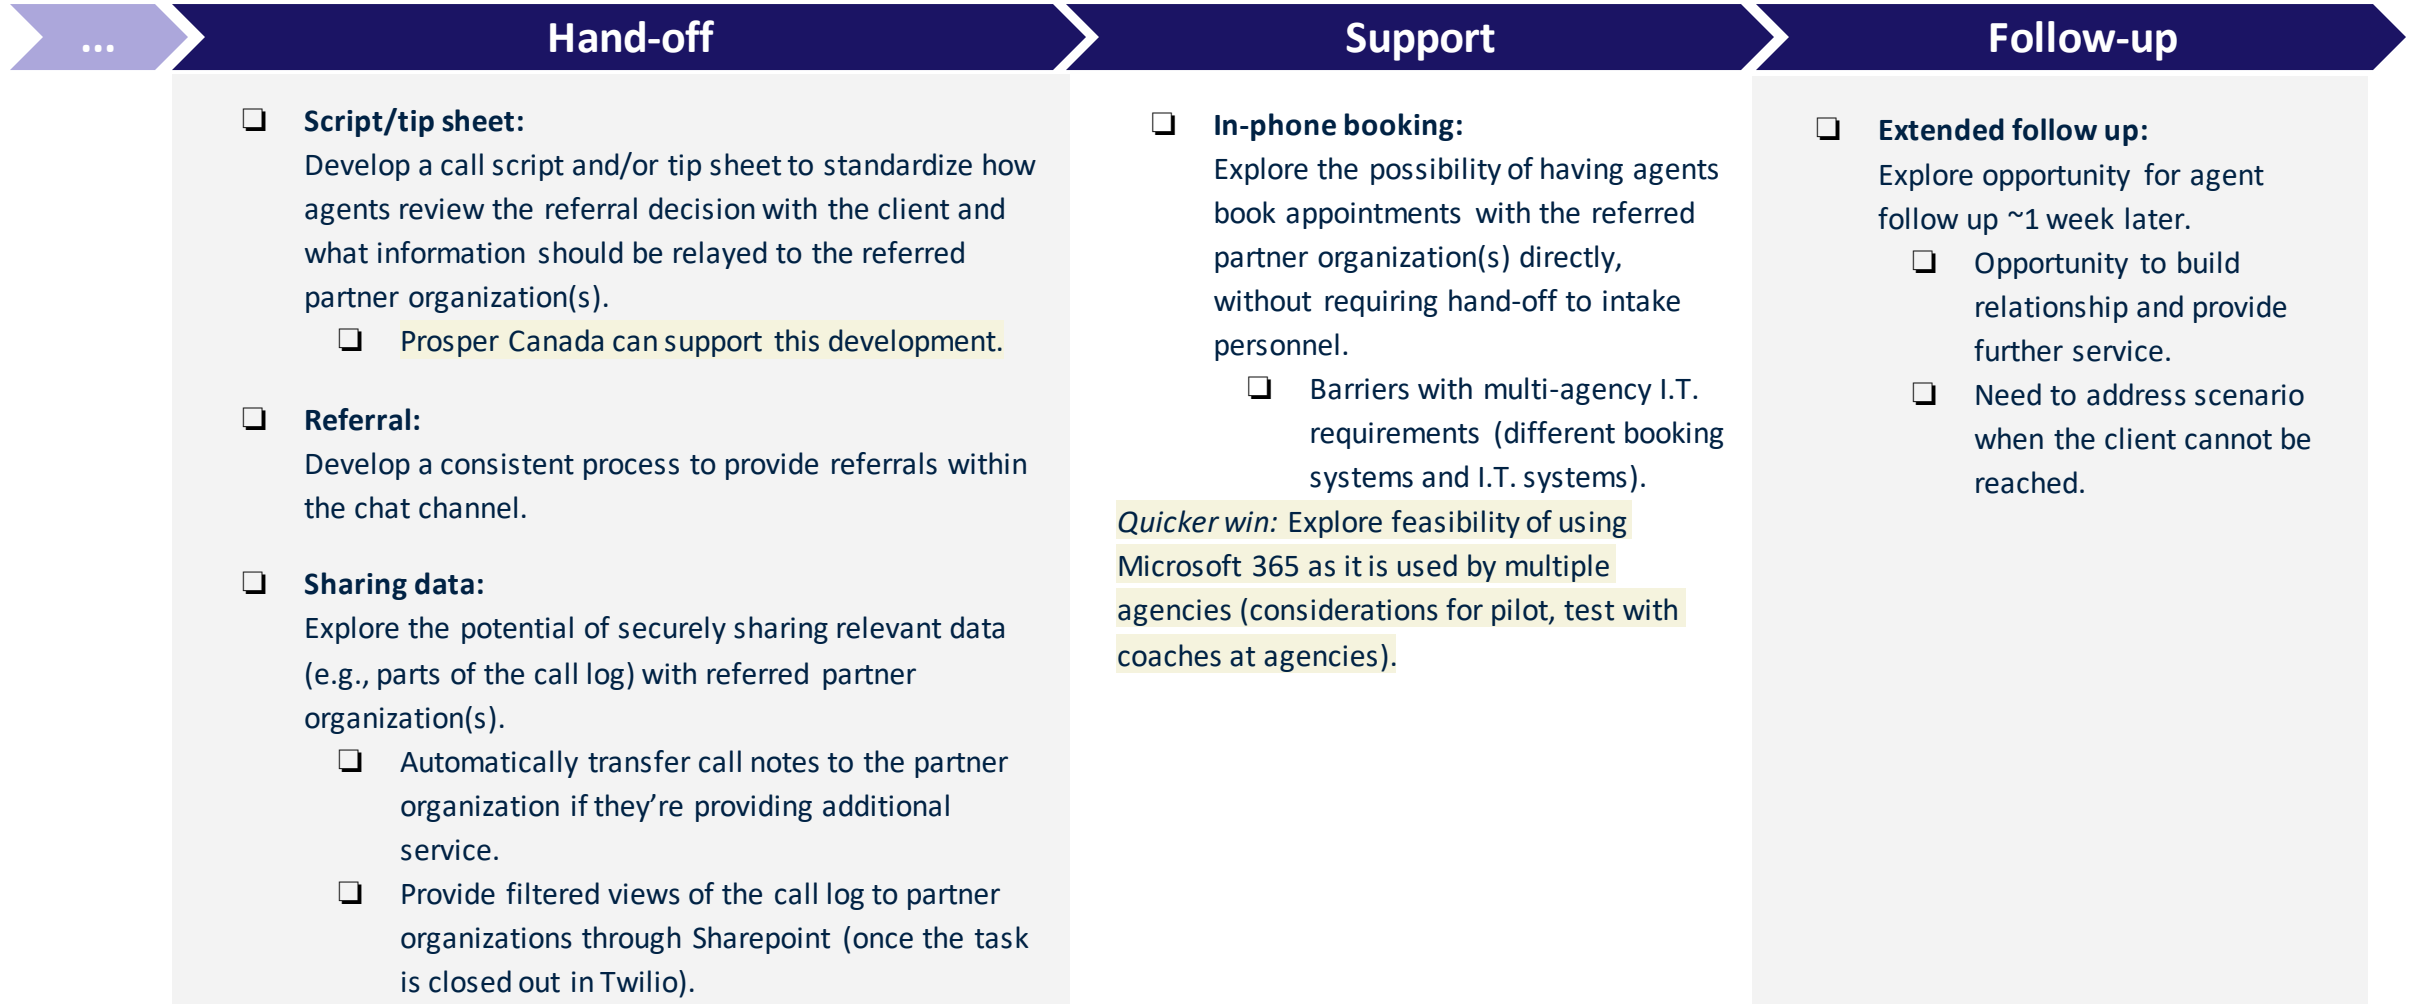 ...
Hand-off
Support
Follow-up
❏ Script/tip sheet:
Develop a call script and/or tip sheet to standardize how
agents review the referral decision with the client and
what information should be relayed to the referred
partner organization(s).
❏ Prosper Canada can support this development.
❏ Referral:
Develop a consistent process to provide referrals within
the chat channel.
❏ Sharing data:
Explore the potential of securely sharing relevant data
(e.g., parts of the call log) with referred partner
organization(s).
❏ Automatically transfer call notes to the partner
organization if they’re providing additional
service.
❏ Provide filtered views of the call log to partner
organizations through Sharepoint (once the task
is closed out in Twilio).
❏ In-phone booking:
Explore the possibility of having agents
book appointments with the referred
partner organization(s) directly,
without requiring hand-off to intake
personnel.
❏ Barriers with multi-agency I.T.
requirements (different booking
systems and I.T. systems).
Quicker win: Explore feasibility of using
Microsoft 365 as it is used by multiple
agencies (considerations for pilot, test with
coaches at agencies).
❏ Extended follow up:
Explore opportunity for agent
follow up ~1 week later.
❏ Opportunity to build
relationship and provide
further service.
❏ Need to address scenario
when the client cannot be
reached.